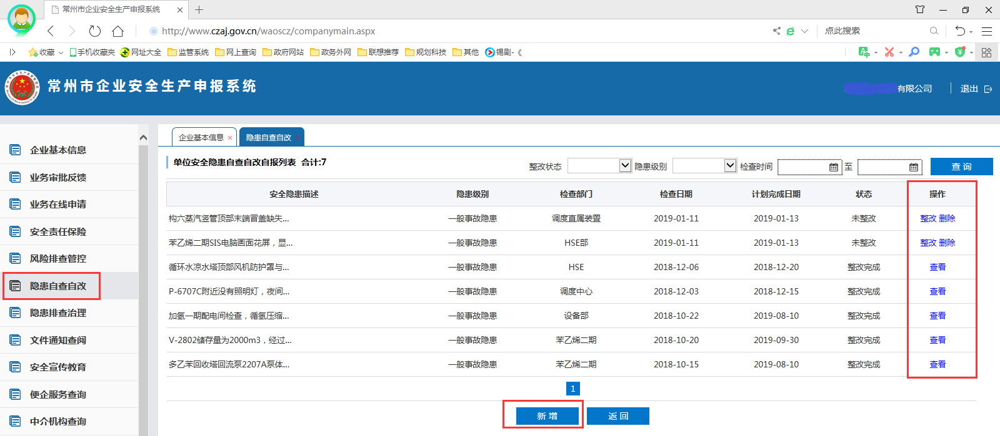 常州市企业安全生产申报系统
http://www.czaj.gov.cn/waoscz/companymain.aspx
点此搜索
收藏 手机收藏夹 网址大全 监管系统 网上查询 政府网站 政务外网 联想推荐 规划科技 其他 锡剧-《
常州市企业安全生产申报系统
有限公司 退出
企业基本信息
业务审批反馈
业务在线申请
安全责任保险
风险排查管控
隐患自查自改
隐患排查治理
文件通知查阅
安全宣传教育
便企服务查询
中介机构查询
企业基本信息 × 隐患自查自改 ×
单位安全隐患自查自改自报列表 合计:7
整改状态 隐患级别 检查时间 至 查 询
安全隐患描述 隐患级别 检查部门 检查日期 计划完成日期 状态 操作
构六蒸汽竖管顶部末端冒盖缺失... 一般事故隐患 调度直属装置 2019-01-11 2019-01-13 未整改 整改 删除
苯乙烯二期SIS电脑画面花屏，显... 一般事故隐患 HSE部 2019-01-11 2019-01-13 未整改 整改 删除
循环水凉水塔顶部风机防护罩与... 一般事故隐患 HSE 2018-12-06 2018-12-20 整改完成 查看
P-6707C附近没有照明灯，夜间... 一般事故隐患 调度中心 2018-12-03 2018-12-15 整改完成 查看
加氢一期配电间检查，循氢压缩... 一般事故隐患 设备部 2018-10-22 2019-08-10 整改完成 查看
V-2802储存量为2000m3，经过... 一般事故隐患 苯乙烯二期 2018-10-20 2019-09-30 整改完成 查看
多乙苯回收塔回流泵2207A泵体... 一般事故隐患 苯乙烯二期 2018-10-15 2019-08-10 整改完成 查看
1
新 增 返 回